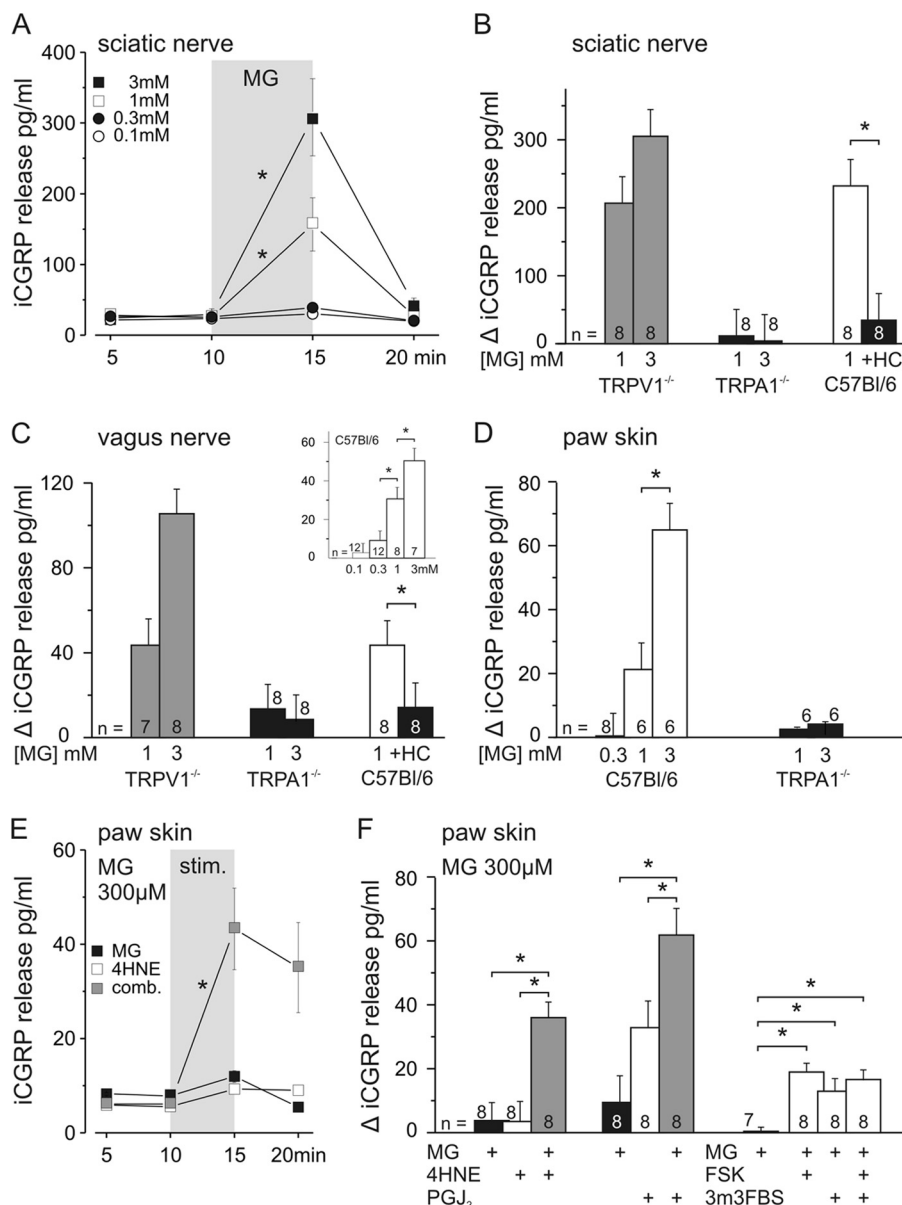 A
sciatic nerve
400
300
200
100
0
iCGRP release pg/ml
MG
3mM
1mM
0.3mM
0.1mM
*
*
5 10 15 20 min
B
sciatic nerve
300
200
100
0
Δ iCGRP release pg/ml
*
n = 8 8 8 8 8 8
[MG] mM 1 3 1 3 1 +HC
TRPV1-/- TRPA1-/- C57Bl/6
C
vagus nerve
120
80
40
0
Δ iCGRP release pg/ml
C57Bl/6
60
40
20
0
* *
n = 12 12 8 7
0.1 0.3 1 3mM
*
n = 7 8 8 8 8 8
[MG] mM 1 3 1 3 1 +HC
TRPV1-/- TRPA1-/- C57Bl/6
D
paw skin
80
60
40
20
0
Δ iCGRP release pg/ml
*
n = 8 6 6 6 6
[MG] mM 0.3 1 3 1 3
C57Bl/6 TRPA1-/-
E
paw skin
60
40
20
0
iCGRP release pg/ml
MG
300µM
stim.
MG
4HNE
comb.
*
5 10 15 20min
F
paw skin
MG 300µM
80
60
40
20
0
Δ iCGRP release pg/ml
* *
* *
* * *
n = 8 8 8 8 8 8 7 8 8 8
MG + + + + MG + + + +
4HNE + + FSK + +
PGJ2 + + 3m3FBS + +